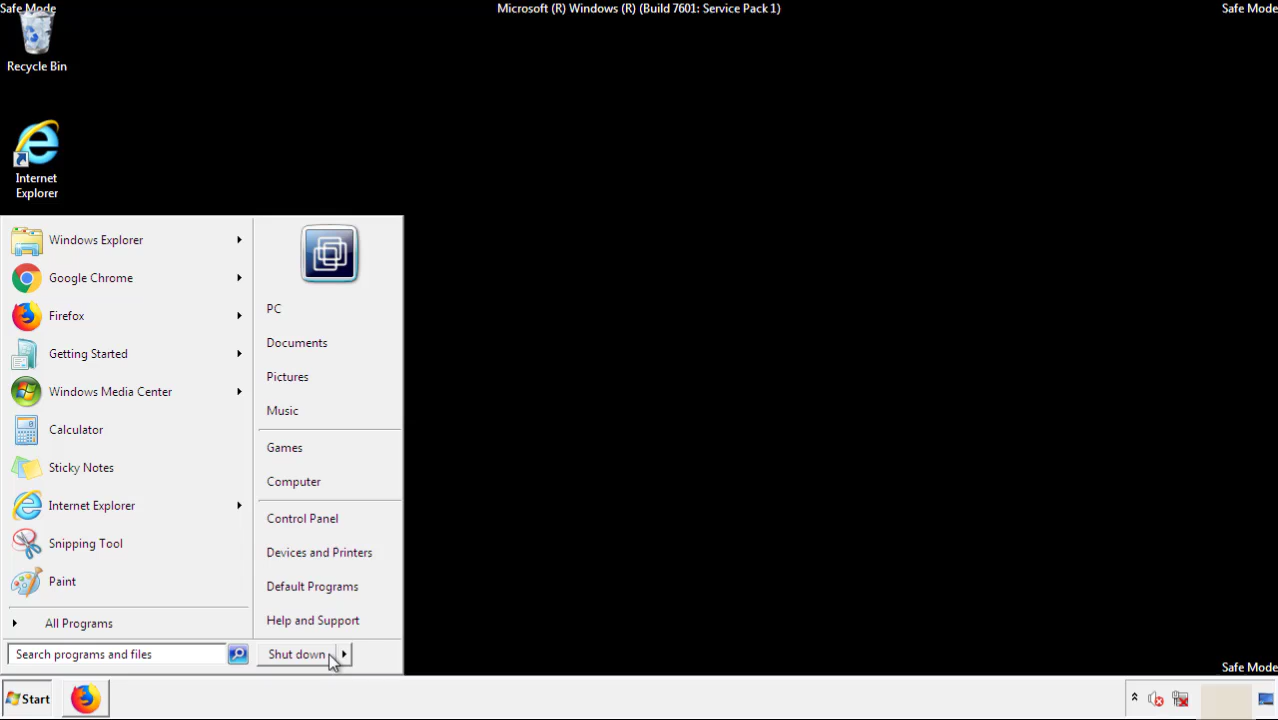 Safe Mode
Microsoft (R) Windows (R) (Build 7601: Service Pack 1)
Safe Mode
Recycle Bin
Internet
Explorer
Windows Explorer
Google Chrome
Firefox
Getting Started
Windows Media Center
Calculator
Sticky Notes
Internet Explorer
Snipping Tool
Paint
All Programs
Search programs and files
PC
Documents
Pictures
Music
Games
Computer
Control Panel
Devices and Printers
Default Programs
Help and Support
Shut down
Safe Mode
Start